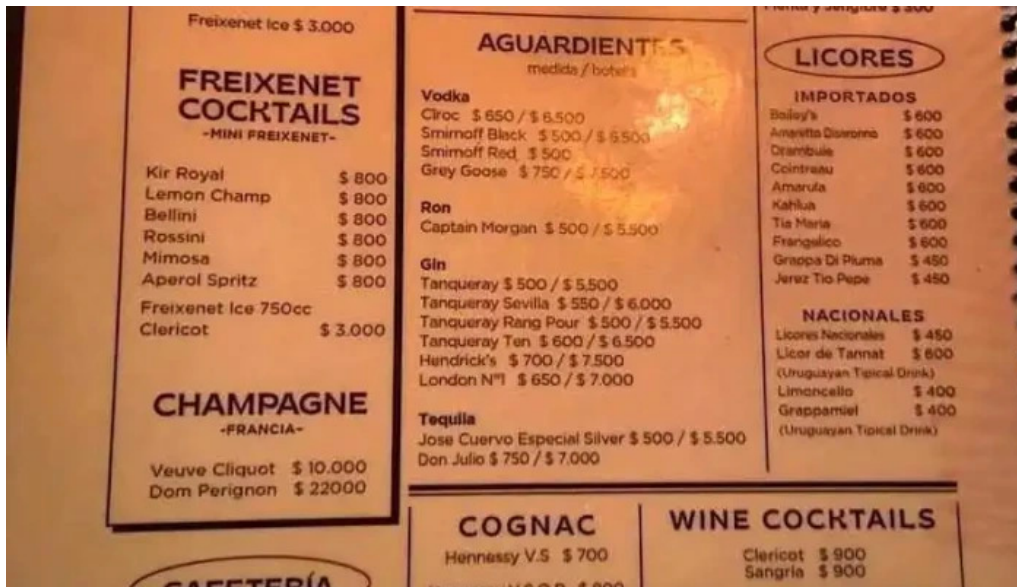 Freixenet Ice $ 3.000
FREIXENET
COCKTAILS
-MINI FREIXENET-
Kir Royal $ 800
Lemon Champ $ 800
Bellini $ 800
Rossini $ 800
Mimosa $ 800
Aperol Spritz $ 800
Freixenet Ice 750cc
Clericot $ 3.000
CHAMPAGNE
-FRANCIA-
Veuve Cliquot $ 10.000
Dom Perignon $ 22000
CAFETERÍA
AGUARDIENTES
medida / botella
Vodka
Ciroc $ 650 / $ 6.500
Smirnoff Black $ 500 / $ 6.500
Smirnoff Red $ 500
Grey Goose $ 750 / $ 7.500
Ron
Captain Morgan $ 500 / $ 5.500
Gin
Tanqueray $ 500 / $ 5.500
Tanqueray Sevilla $ 550 / $ 6.000
Tanqueray Rang Pour $ 500 / $ 5.500
Tanqueray Ten $ 600 / $ 6.500
Hendrick's $ 700 / $ 7.500
London Nº1 $ 650 / $ 7.000
Tequila
Jose Cuervo Especial Silver $ 500 / $ 5.500
Don Julio $ 750 / $ 7.000
LICORES
IMPORTADOS
Bailey's $ 600
Amaretto Disaronno $ 600
Drambuie $ 600
Cointreau $ 600
Amarula $ 600
Kahlua $ 600
Tia Maria $ 600
Frangelico $ 600
Grappa Di Piuma $ 450
Jerez Tio Pepe $ 450
NACIONALES
Licores Nacionales $ 450
Licor de Tannat $ 600
(Uruguayan Tipical Drink)
Limoncello $ 400
Grappamiel $ 400
(Uruguayan Tipical Drink)
COGNAC
Hennessy V.S $ 700
WINE COCKTAILS
Clericot $ 900
Sangria $ 900